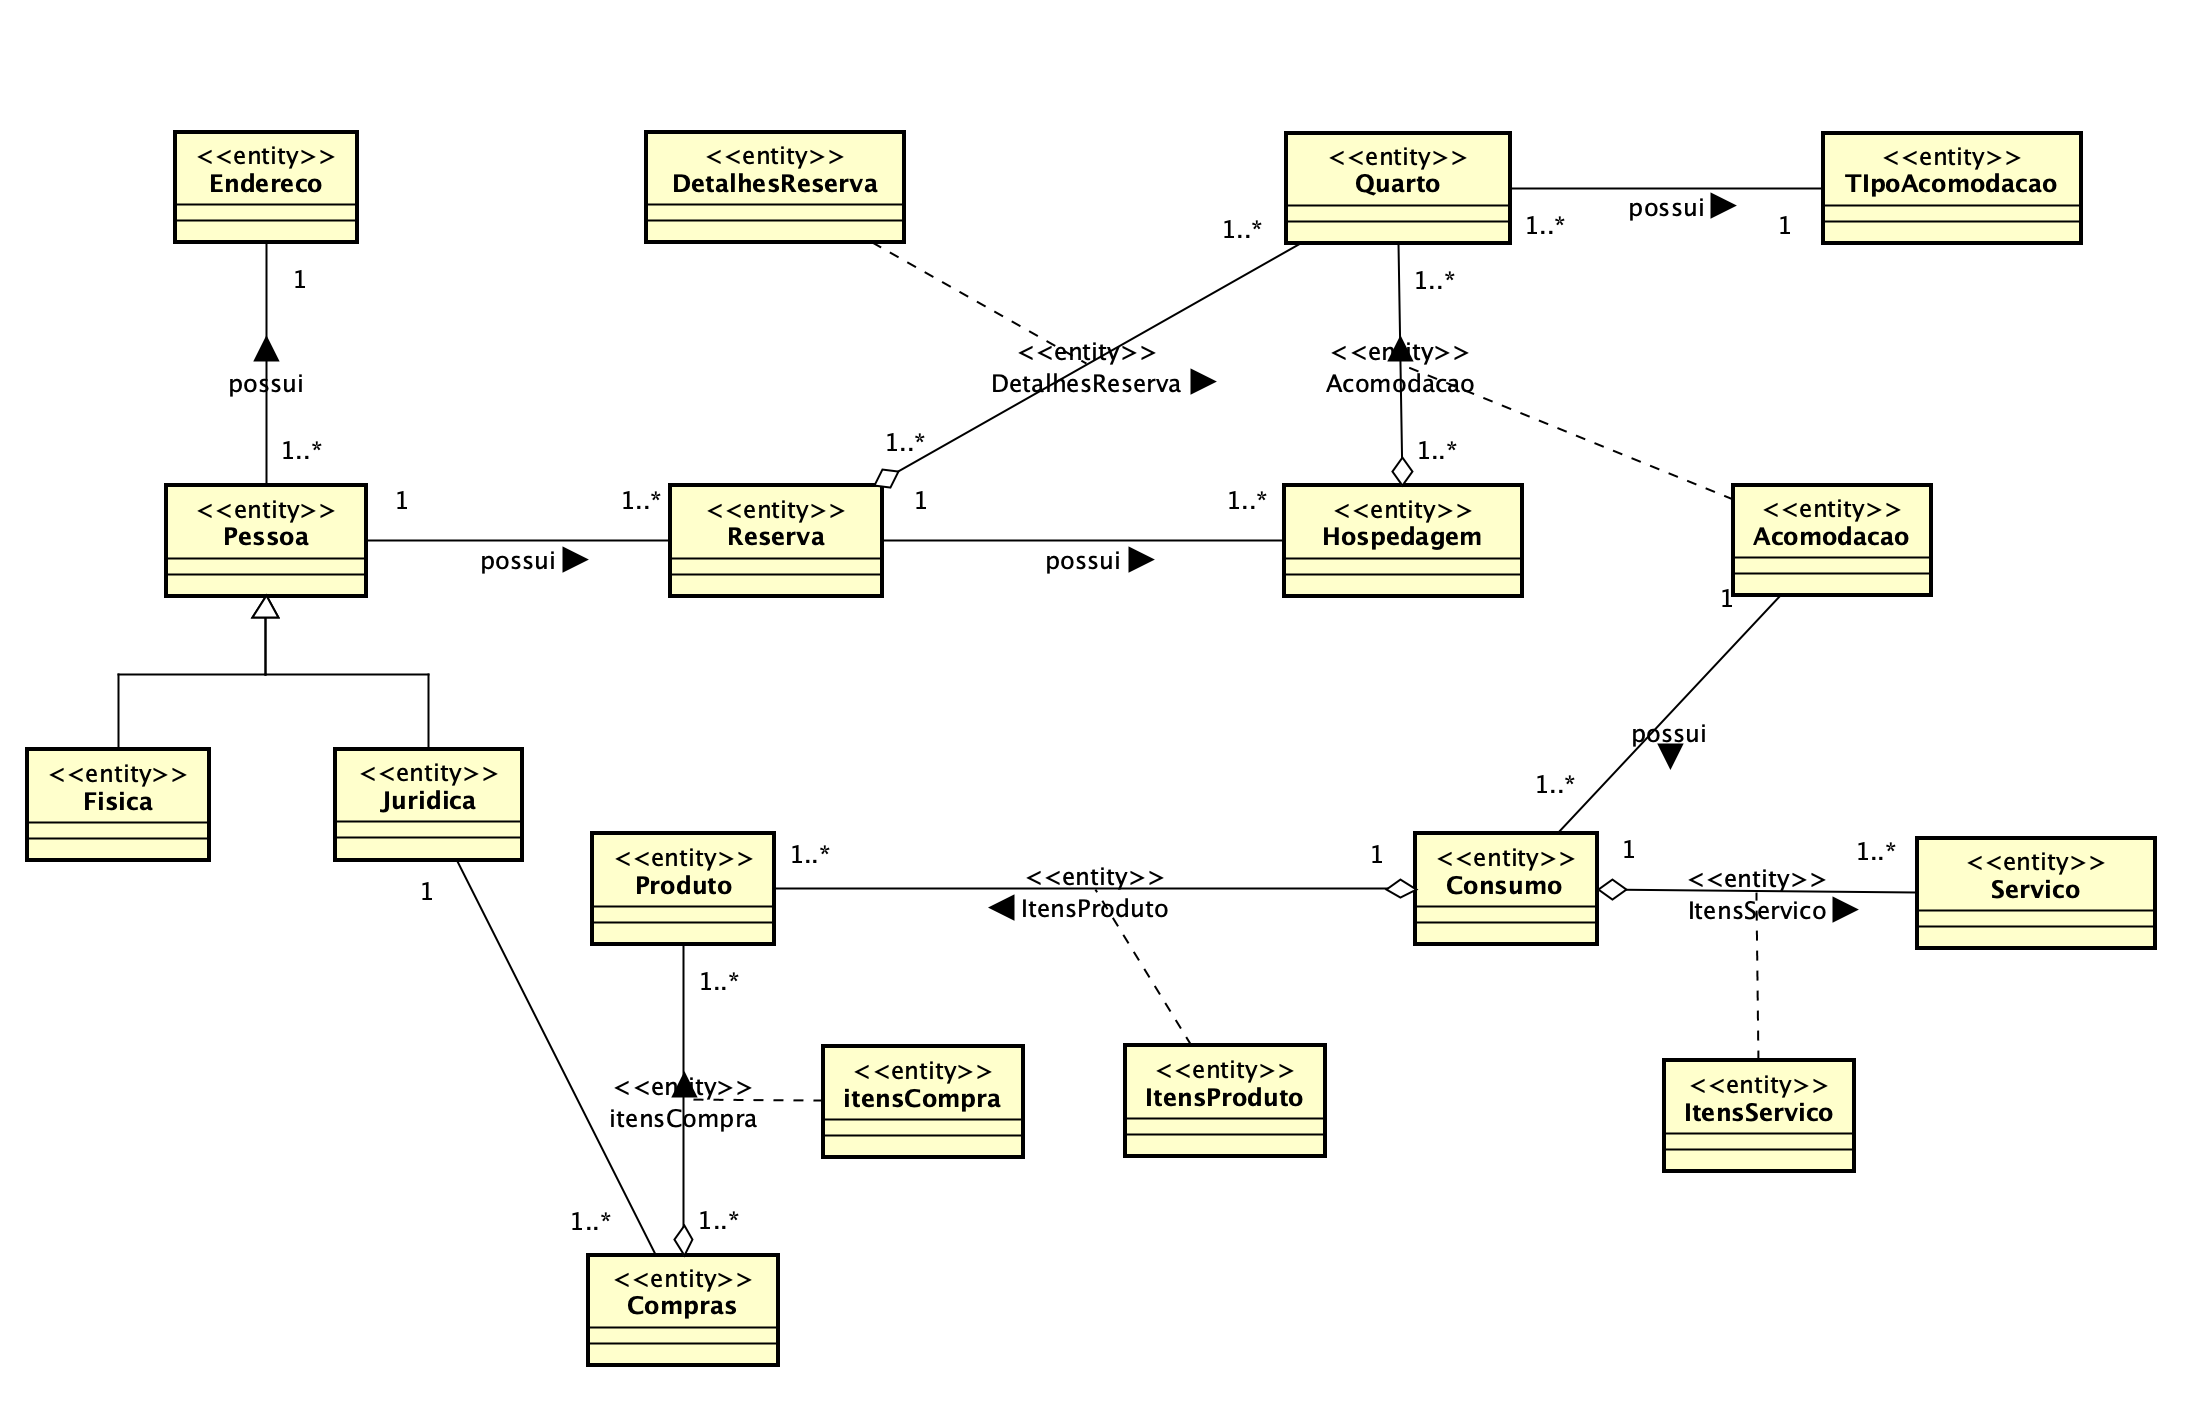 <<entity>>
Endereco
<<entity>>
DetalhesReserva
<<entity>>
Quarto
<<entity>>
TIpoAcomodacao
possui
1..*
1..*
1
1
1..*
<<entity>>
DetalhesReserva
<<entity>>
Acomodacao
possui
1..*
1..*
1..*
<<entity>>
Pessoa
1
1..*
<<entity>>
Reserva
1
1..*
<<entity>>
Hospedagem
<<entity>>
Acomodacao
possui
possui
1
possui
1..*
<<entity>>
Fisica
<<entity>>
Juridica
<<entity>>
Produto
1..*
1
<<entity>>
Consumo
1
1..*
<<entity>>
Servico
<<entity>>
ItensProduto
<<entity>>
ItensServico
1
1..*
<<entity>>
itensCompra
<<entity>>
itensCompra
<<entity>>
ItensProduto
<<entity>>
ItensServico
1..*
1..*
<<entity>>
Compras